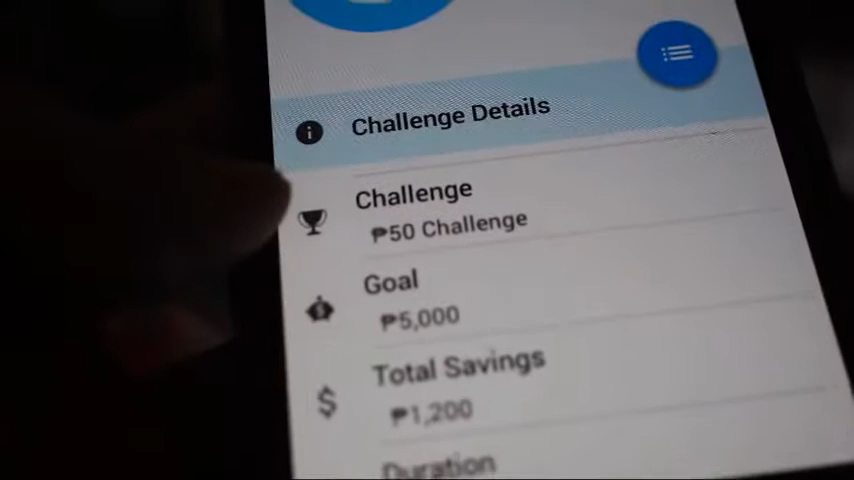 Challenge Details
Challenge
₱50 Challenge
Goal
₱5,000
Total Savings
₱1,200
Duration